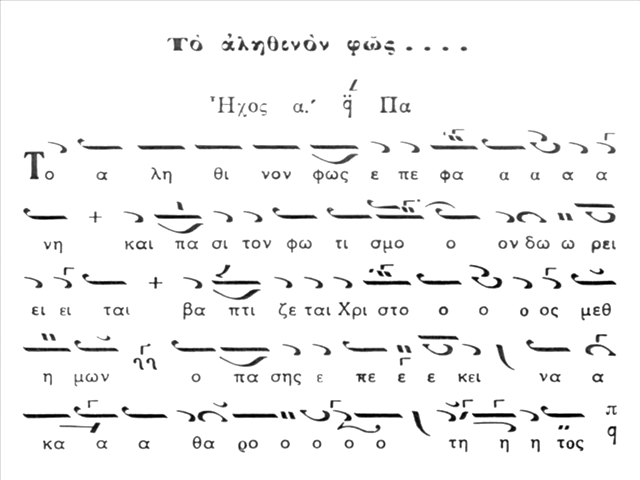 Τὸ ἀληθινὸν φῶς....
Ἦχος α.΄ Πα
Το α λη θι νον φως ε πε φα α α α α
νη και πα σι τον φω τι σμο ο ον δω ω ρει
ει ει ται βα πτι ζε ται Χρι στο ο ο ο ος μεθ
η μων ο πα σης ε πε ε ε κει να α
κα α α θα ρο ο ο ο ο τη η η τος